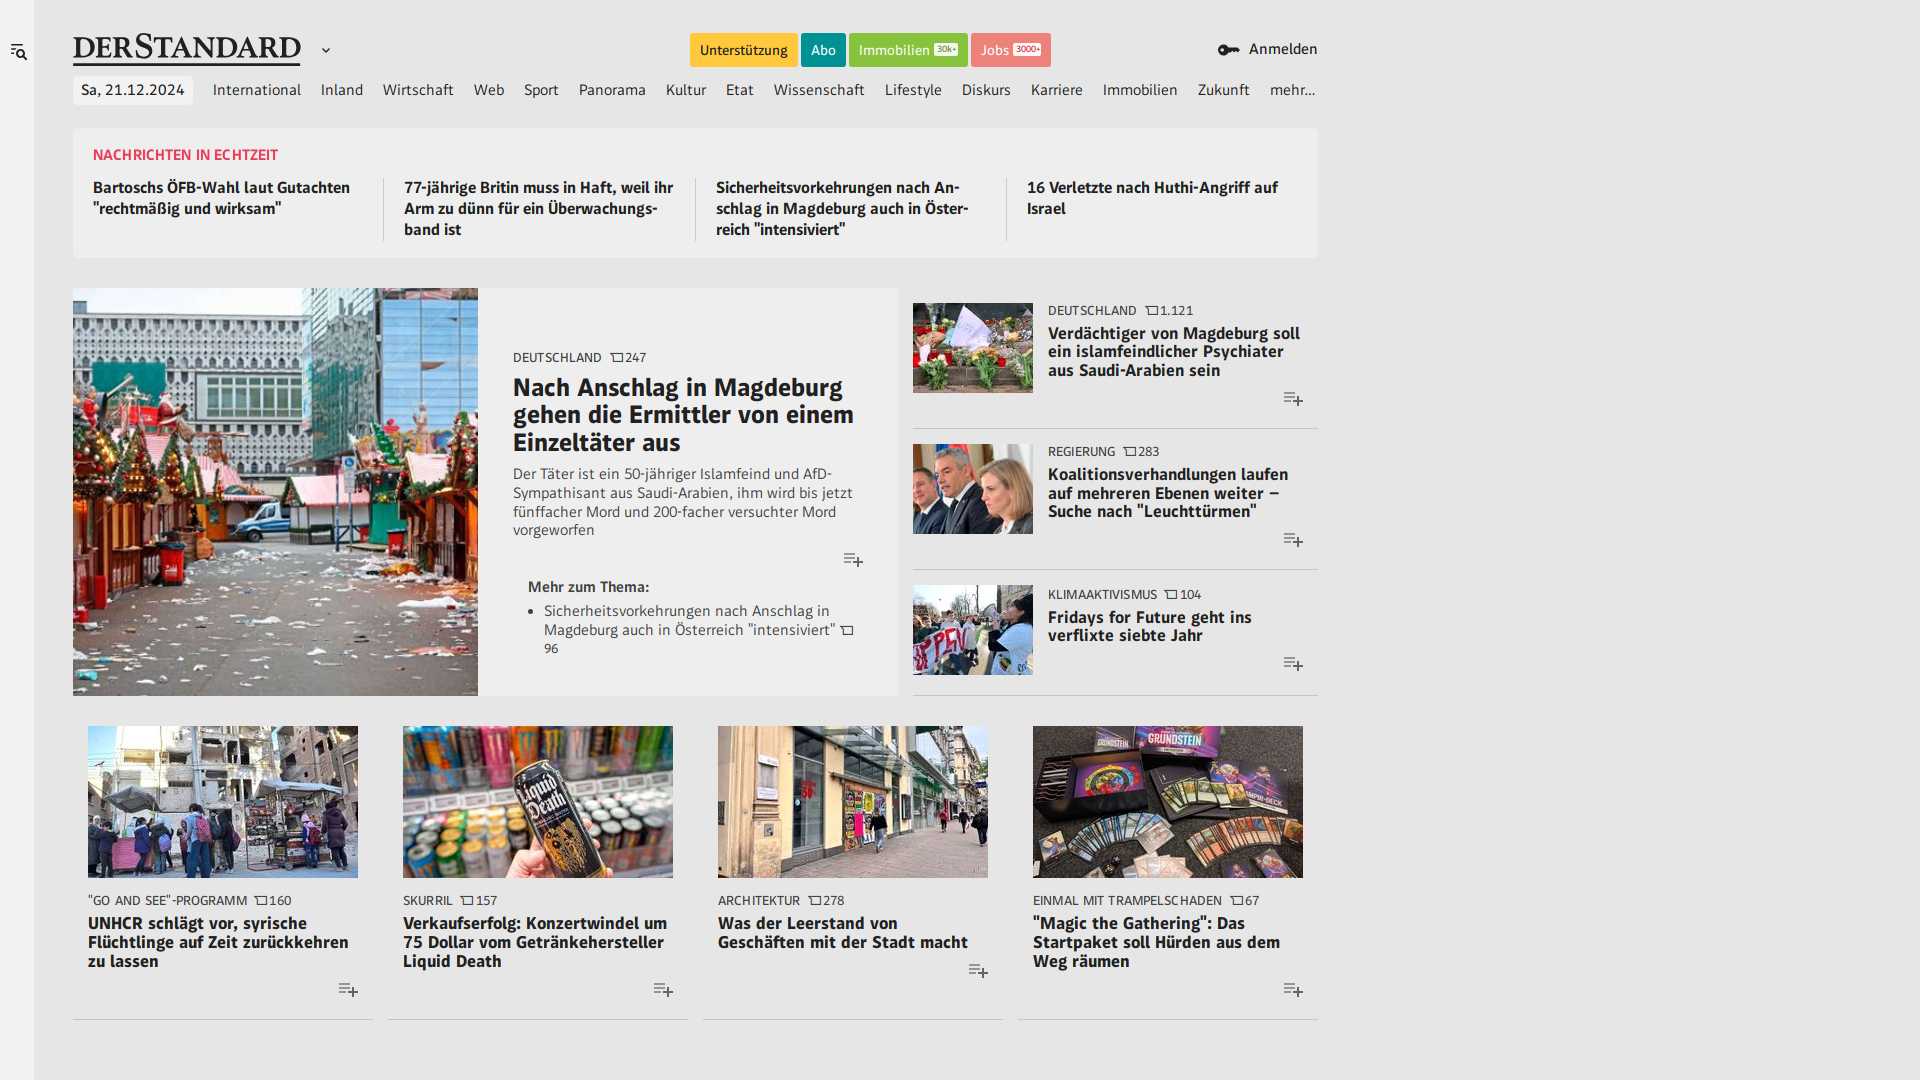 DERSTANDARD
Unterstützung
Abo
Immobilien 30k+
Jobs 3000+
Anmelden
Sa, 21.12.2024
International
Inland
Wirtschaft
Web
Sport
Panorama
Kultur
Etat
Wissenschaft
Lifestyle
Diskurs
Karriere
Immobilien
Zukunft
mehr...
NACHRICHTEN IN ECHTZEIT
Bartoschs ÖFB-Wahl laut Gutachten
"rechtmäßig und wirksam"
77-jährige Britin muss in Haft, weil ihr
Arm zu dünn für ein Überwachungs-
band ist
Sicherheitsvorkehrungen nach An-
schlag in Magdeburg auch in Öster-
reich "intensiviert"
16 Verletzte nach Huthi-Angriff auf
Israel
DEUTSCHLAND 247
Nach Anschlag in Magdeburg
gehen die Ermittler von einem
Einzeltäter aus
Der Täter ist ein 50-jähriger Islamfeind und AfD-
Sympathisant aus Saudi-Arabien, ihm wird bis jetzt
fünffacher Mord und 200-facher versuchter Mord
vorgeworfen
Mehr zum Thema:
• Sicherheitsvorkehrungen nach Anschlag in
Magdeburg auch in Österreich "intensiviert"
96
DEUTSCHLAND 1.121
Verdächtiger von Magdeburg soll
ein islamfeindlicher Psychiater
aus Saudi-Arabien sein
REGIERUNG 283
Koalitionsverhandlungen laufen
auf mehreren Ebenen weiter –
Suche nach "Leuchttürmen"
KLIMAAKTIVISMUS 104
Fridays for Future geht ins
verflixte siebte Jahr
"GO AND SEE"-PROGRAMM 160
UNHCR schlägt vor, syrische
Flüchtlinge auf Zeit zurückkehren
zu lassen
Liquid
Death
SKURRIL 157
Verkaufserfolg: Konzertwindel um
75 Dollar vom Getränkehersteller
Liquid Death
ARCHITEKTUR 278
Was der Leerstand von
Geschäften mit der Stadt macht
GRUNDSTEIN
GRUNDSTEIN
EINMAL MIT TRAMPELSCHADEN 67
"Magic the Gathering": Das
Startpaket soll Hürden aus dem
Weg räumen